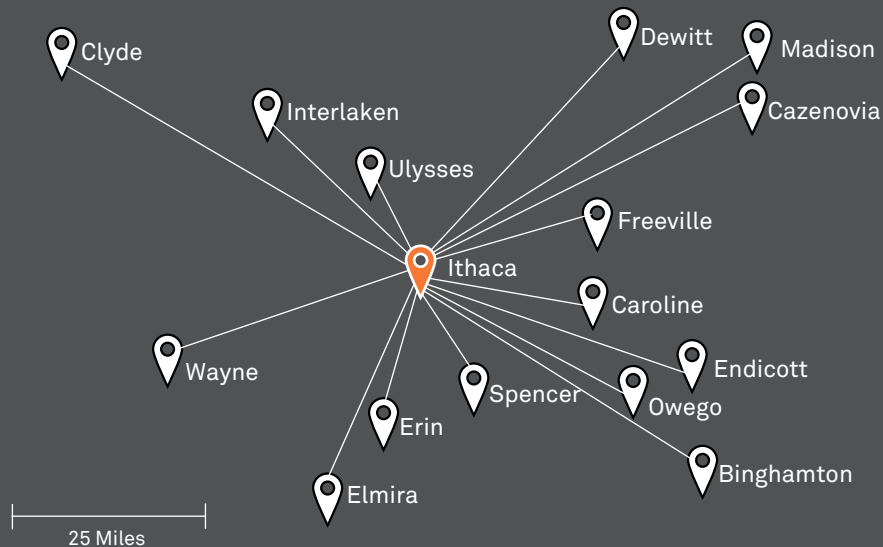 Dewitt
Madison
Clyde
Interlaken
Cazenovia
Ulysses
Freeville
Ithaca
Caroline
Wayne
Endicott
Spencer
Owego
Erin
Binghamton
Elmira
25 Miles